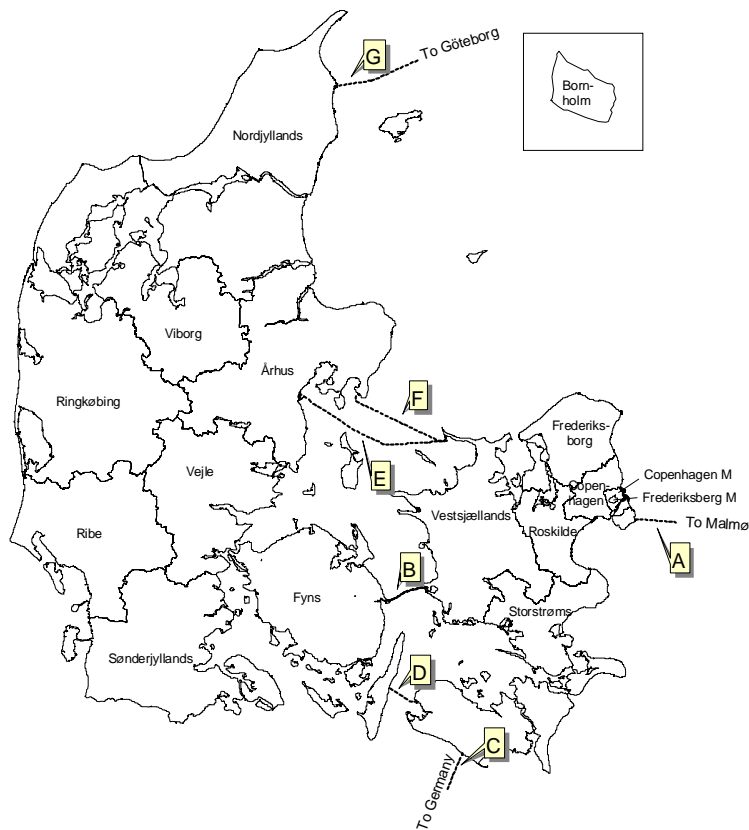 To Göteborg
G
Born-
holm
Nordjyllands
Viborg
Århus
Ringkøbing
F
Frederiks-
borg
Vejle
E
Copenhagen M
Copen-
hagen
Frederiksberg M
Vestsjællands
To Malmø
Ribe
Roskilde
A
B
Fyns
Storstrøms
Sønderjyllands
D
C
To Germany